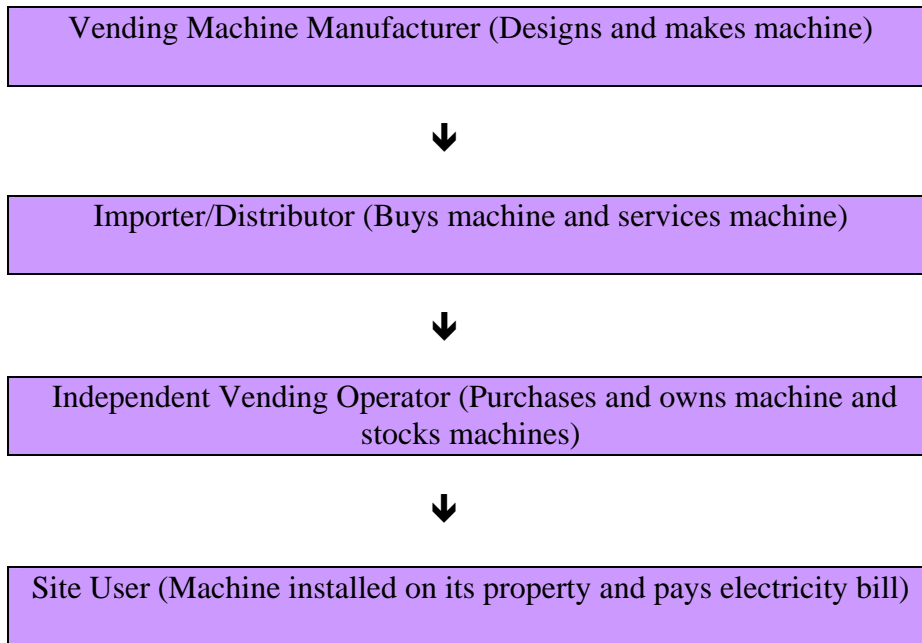 Vending Machine Manufacturer (Designs and makes machine)
Importer/Distributor (Buys machine and services machine)
Independent Vending Operator (Purchases and owns machine and
stocks machines)
Site User (Machine installed on its property and pays electricity bill)